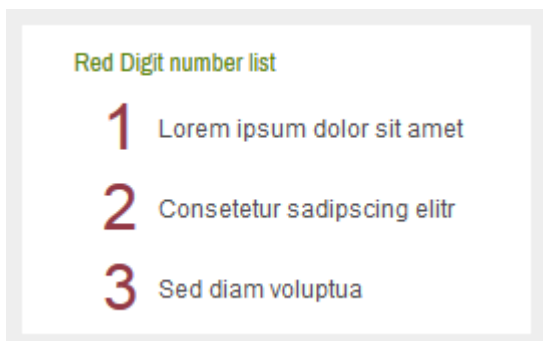 Red Digit number list
1 Lorem ipsum dolor sit amet
2 Consetetur sadipscing elitr
3 Sed diam voluptua